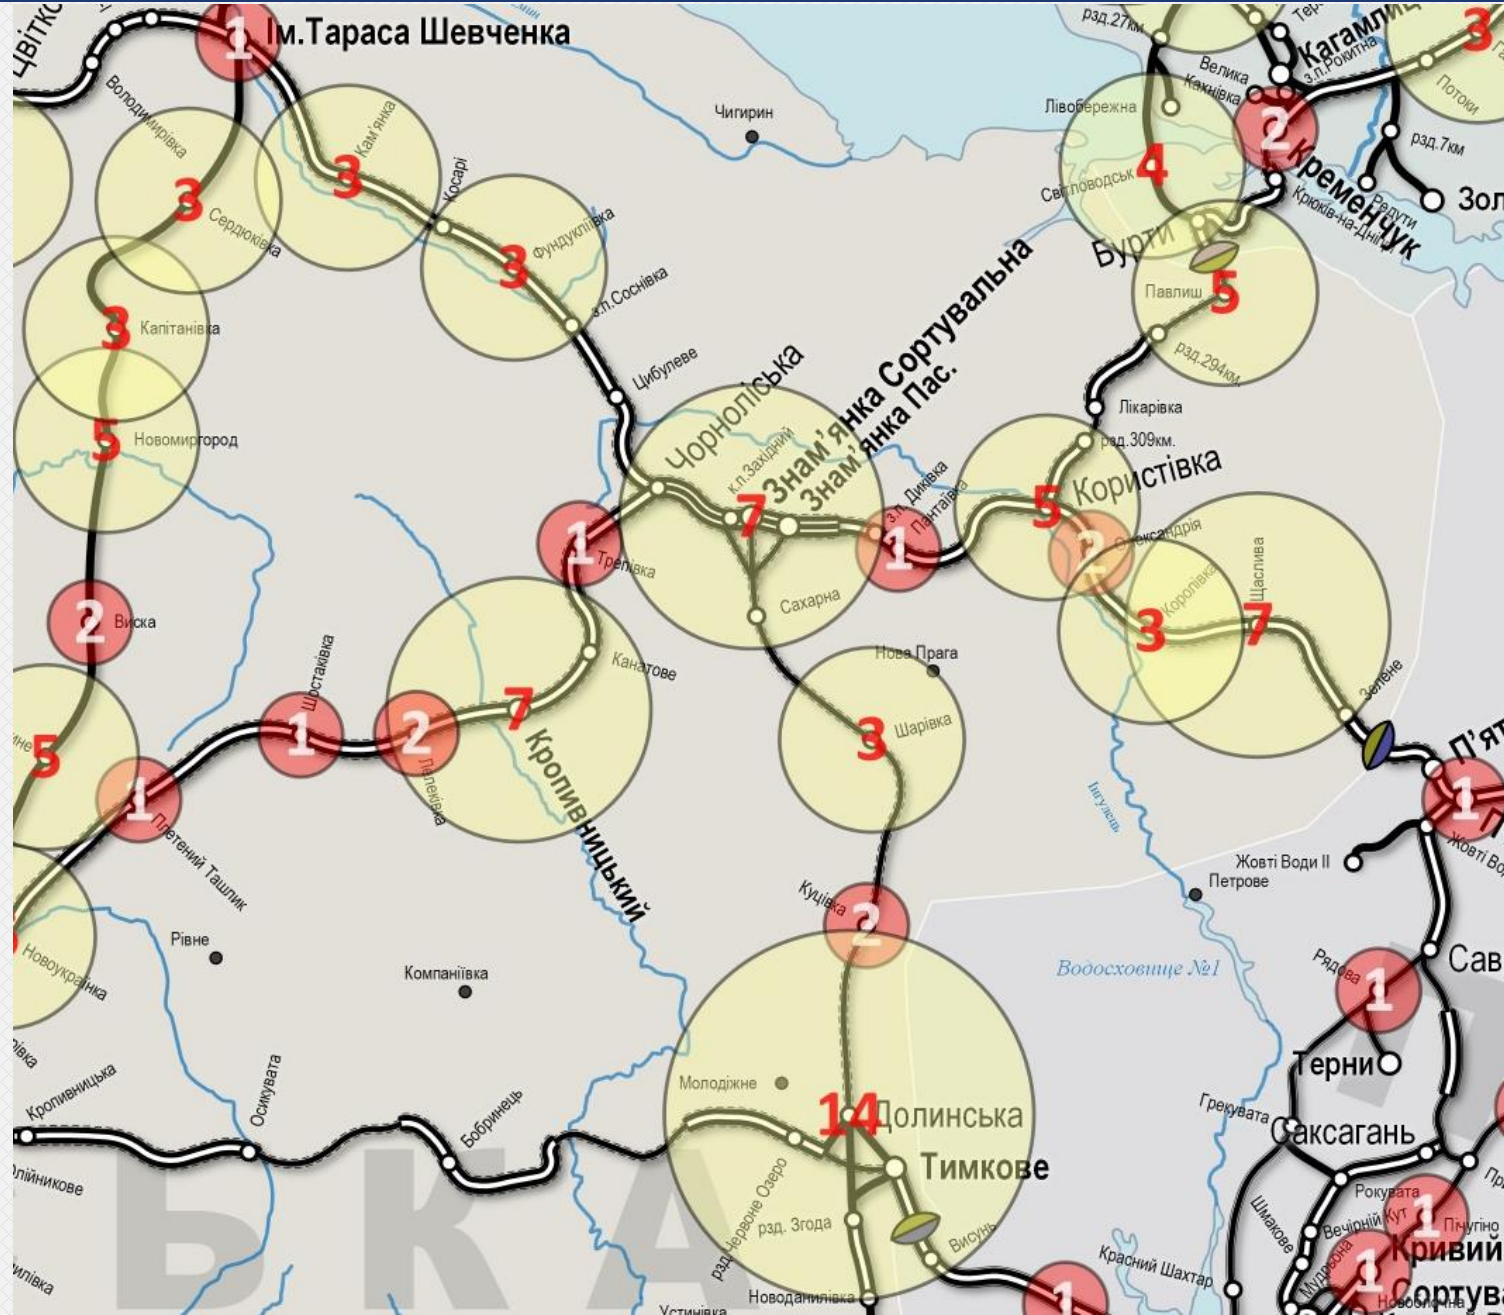 1
Ім.Тараса Шевченка
Володимирівка
3
Кам'янка
3
Сердюківка
Косарі
3
Фундукліївка
Чигирин
з.п.Соснівка
Цибулеве
3
Капітанівка
5
Новомиргород
2
Виска
5
1
Плетений Ташлик
1
Шостаківка
2
Лелеківка
7
Кропивницький
Канатове
1
Трепівка
Чорноліська
к.п.Західний
7
Знам'янка Сортувальна
Знам'янка Пас.
Сахарна
з.п. Диківка
Пантаївка
1
5
Користівка
2
Олександрія
3
Королівка
7
Щаслива
Зелене
рзд.309км.
Лікарівка
рзд.294км.
Павлиш
5
Бурти
Світловодськ
4
Лівобережна
рзд.27км
Велика
Кахнівка
Кагамлиц
з.п.Рокитна
3
Потоки
2
Кременчук
Крюків-на-Дніпрі
Редути
рзд.7км
Зол
Нова Прага
3
Шарівка
Куцівка
2
14
Долинська
Тимкове
Молодіжне
рзд.Червоне Озеро
рзд. Згода
Висунь
Новоданилівка
Устинівка
Новоукраїнка
Рівне
Компаніївка
Кропивницька
Осикувата
Бобринець
Інгулець
Водосховище №1
Петрове
Жовті Води II
П'ят
1
Жовті Во
Сав
Рядова
1
Терни
Грекувата
Саксагань
Рокувата
Вечірній Кут
1
Пічугіно
Кривий
Сортув
Шмакове
Мудрьона
1
Красний Шахтар
1
Новоблочна
Ь К А